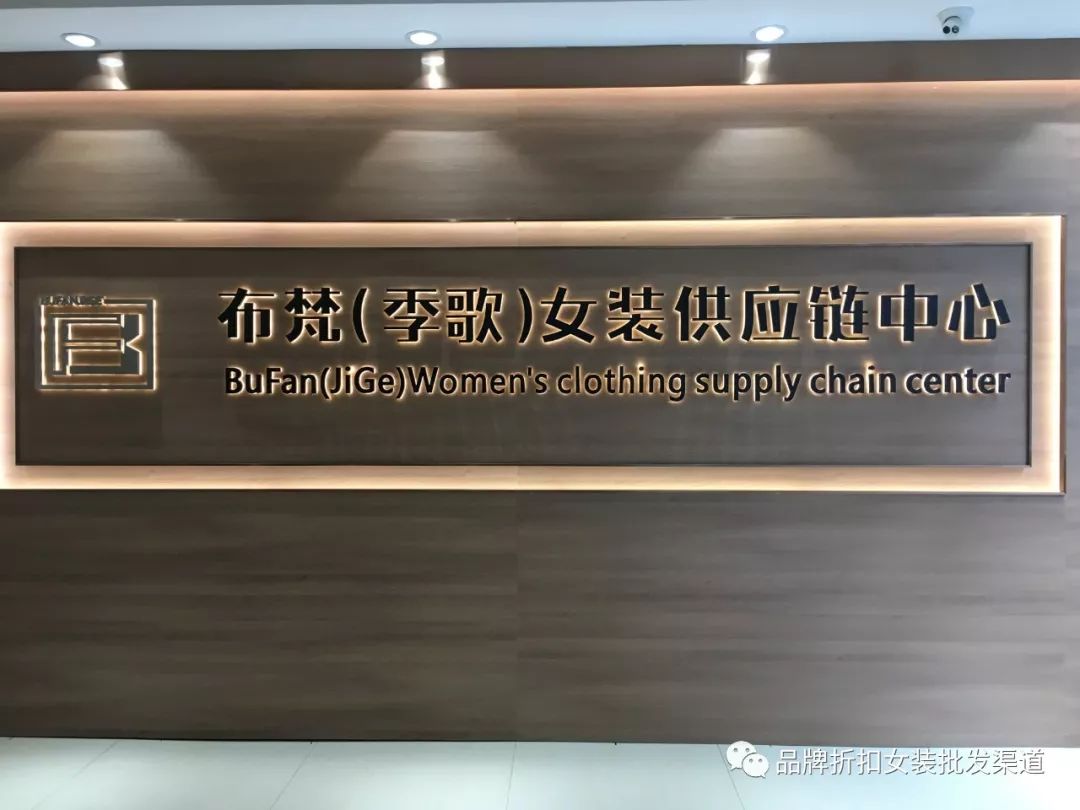 BUFANJIGE
布梵(季歌)女装供应链中心
BuFan(JiGe)Women's clothing supply chain center
品牌折扣女装批发渠道